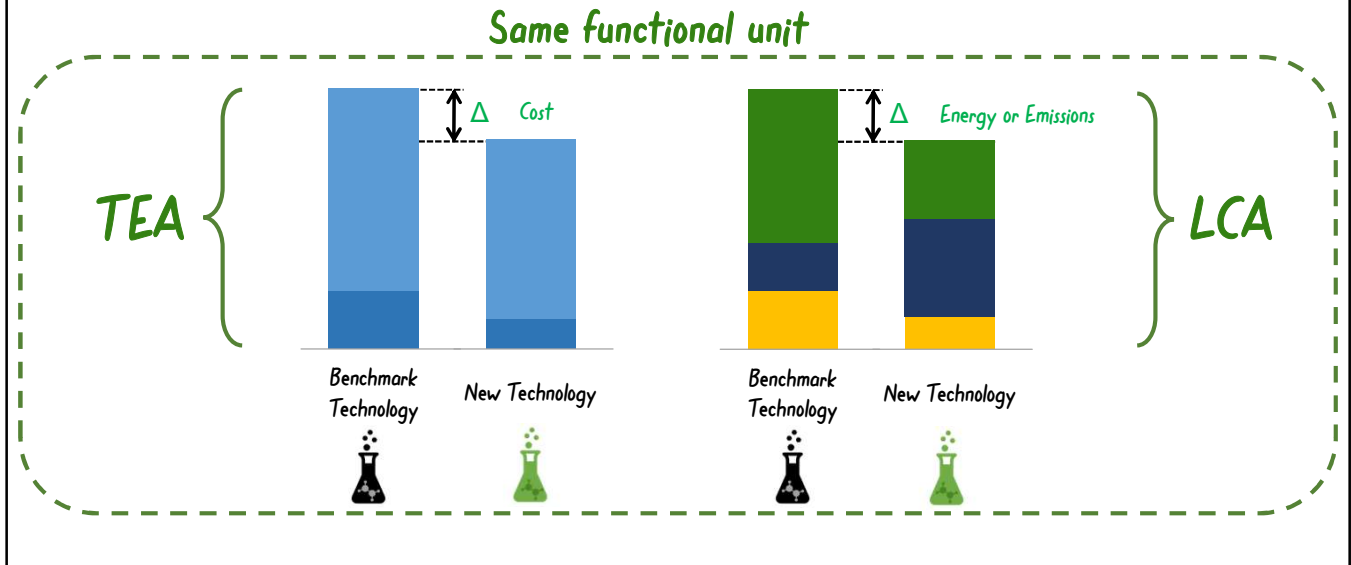 Same functional unit
Δ Cost
Δ Energy or Emissions
TEA
LCA
Benchmark
Technology
New Technology
Benchmark
Technology
New Technology